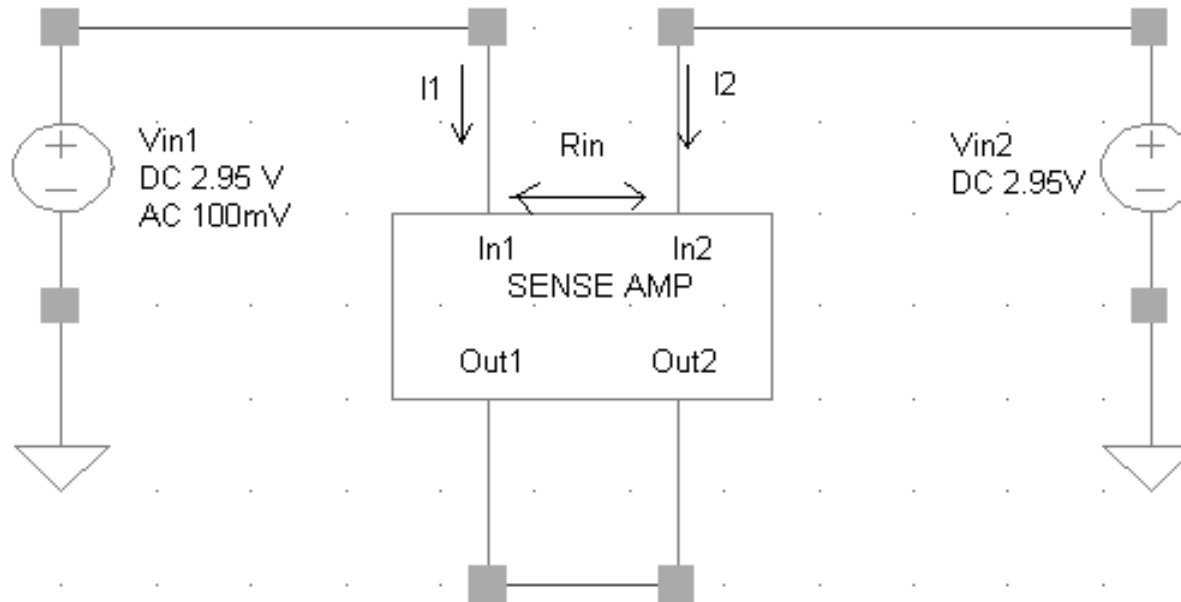 I1
I2
Vin1
DC 2.95 V
AC 100mV
Rin
Vin2
DC 2.95V
In1
In2
SENSE AMP
Out1
Out2